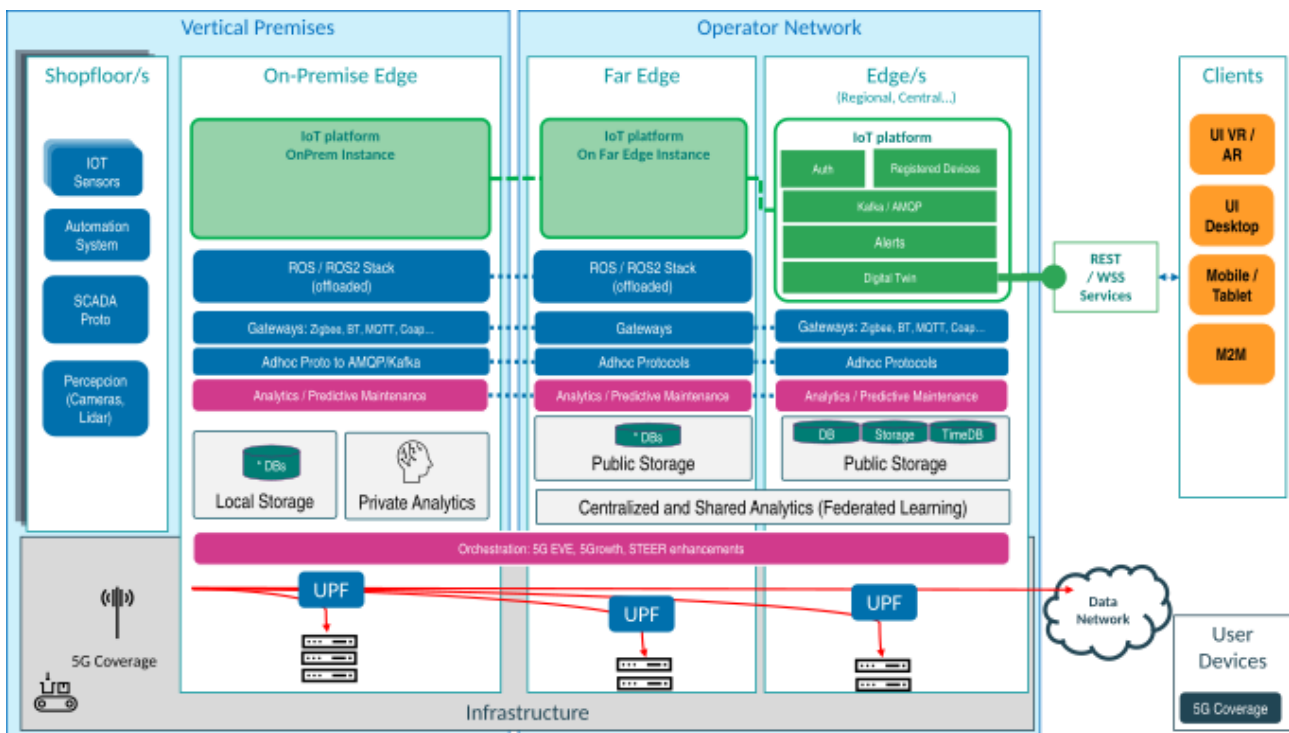 Vertical Premises
Operator Network
Shopfloor/s
IOT
Sensors
Automation
System
SCADA
Proto
Percepcion
(Cameras,
Lidar)
On-Premise Edge
IoT platform
OnPrem Instance
ROS / ROS2 Stack
(offloaded)
Gateways: Zigbee, BT, MQTT, Coap...
Adhoc Proto to AMQP/Kafka
Analytics / Predictive Maintenance
* DBs
Local Storage
Private Analytics
Far Edge
IoT platform
On Far Edge Instance
ROS / ROS2 Stack
(offloaded)
Gateways
Adhoc Protocols
Analytics / Predictive Maintenance
* DBs
Public Storage
Edge/s
(Regional, Central...)
IoT platform
Auth
Registered Devices
Kafka / AMQP
Alerts
Digital Twin
Gateways: Zigbee, BT, MQTT, Coap...
Adhoc Protocols
Analytics / Predictive Maintenance
DB
Storage
TimeDB
Public Storage
Centralized and Shared Analytics (Federated Learning)
Orchestration: 5G EVE, 5Growth, STEER enhancements
REST
/ WSS
Services
Clients
UI VR /
AR
UI
Desktop
Mobile /
Tablet
M2M
UPF
UPF
UPF
Data
Network
5G Coverage
Infrastructure
User
Devices
5G Coverage